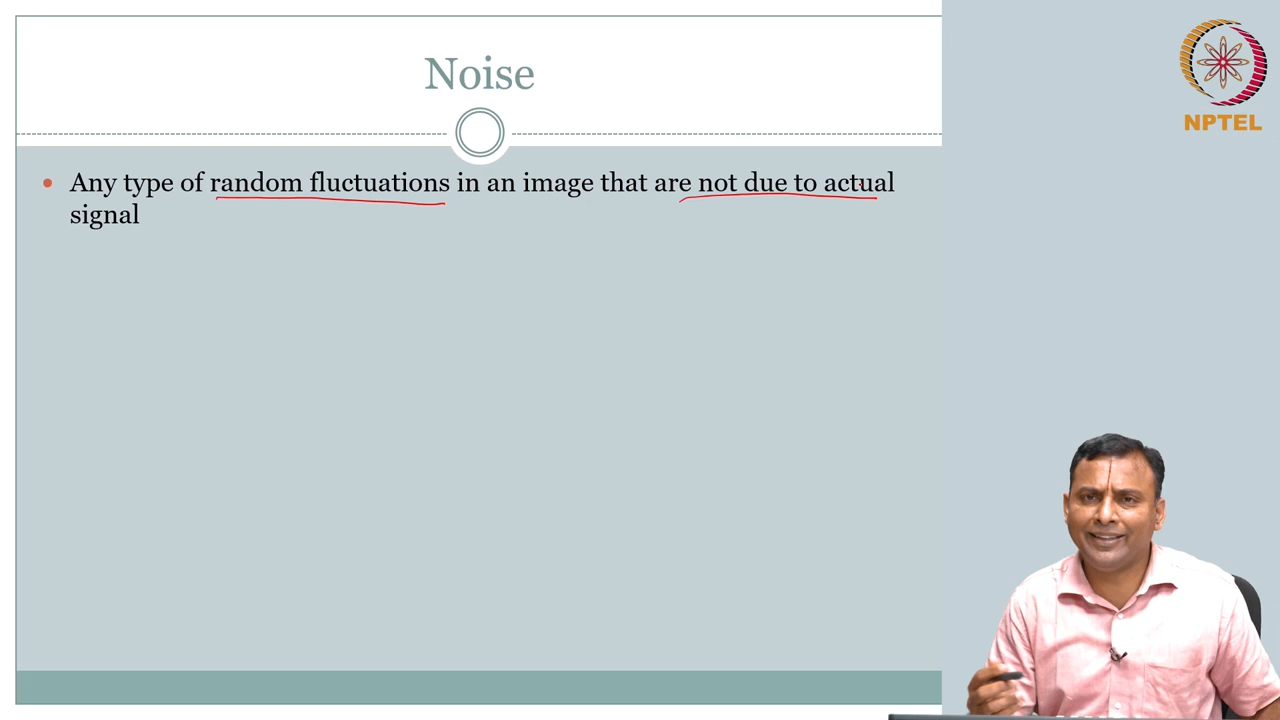 Noise
NPTEL
• Any type of random fluctuations in an image that are not due to actual
signal